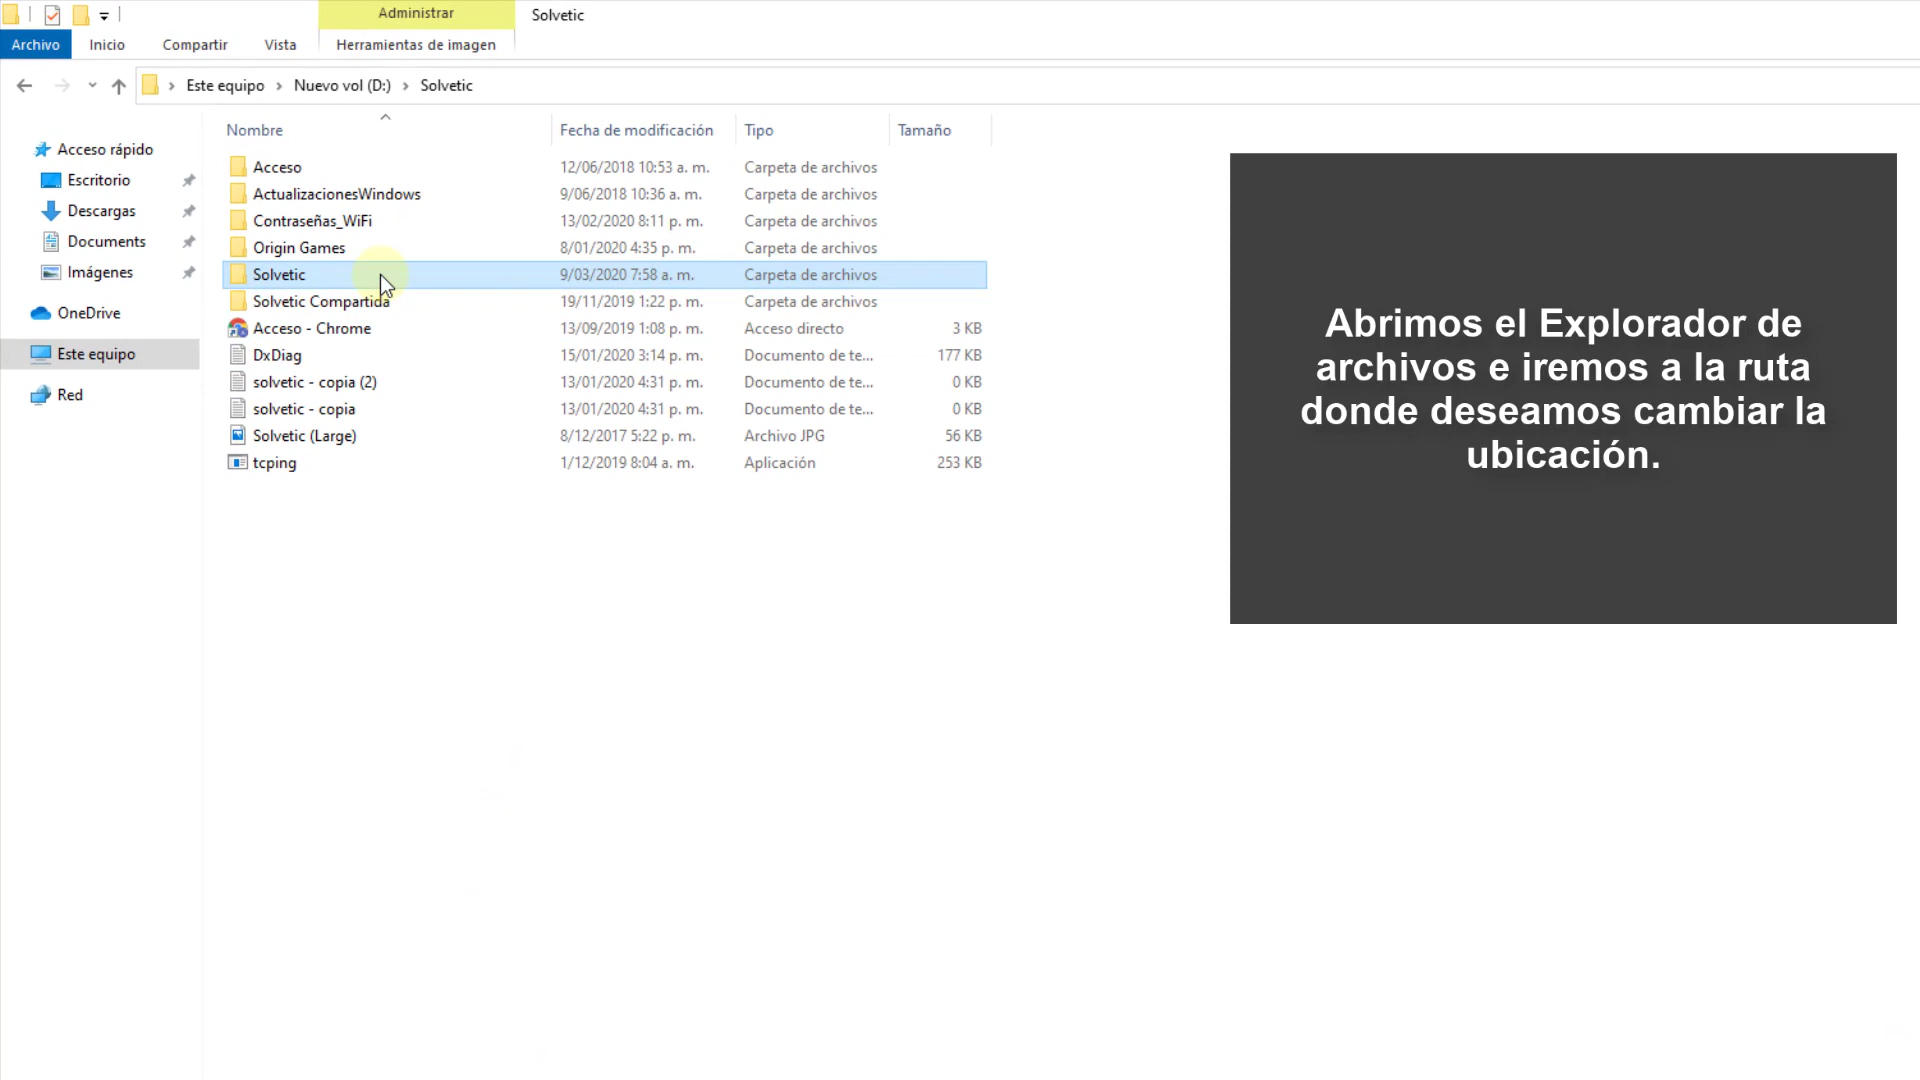 Administrar
Solvetic
Archivo
Inicio
Compartir
Vista
Herramientas de imagen
Este equipo > Nuevo vol (D:) > Solvetic
Nombre
Fecha de modificación
Tipo
Tamaño
Acceso rápido
Escritorio
Descargas
Documents
Imágenes
OneDrive
Este equipo
Red
Acceso 12/06/2018 10:53 a. m. Carpeta de archivos
ActualizacionesWindows 9/06/2018 10:36 a. m. Carpeta de archivos
Contraseñas_WiFi 13/02/2020 8:11 p. m. Carpeta de archivos
Origin Games 8/01/2020 4:35 p. m. Carpeta de archivos
Solvetic 9/03/2020 7:58 a. m. Carpeta de archivos
Solvetic Compartida 19/11/2019 1:22 p. m. Carpeta de archivos
Acceso - Chrome 13/09/2019 1:08 p. m. Acceso directo 3 KB
DxDiag 15/01/2020 3:14 p. m. Documento de te... 177 KB
solvetic - copia (2) 13/01/2020 4:31 p. m. Documento de te... 0 KB
solvetic - copia 13/01/2020 4:31 p. m. Documento de te... 0 KB
Solvetic (Large) 8/12/2017 5:22 p. m. Archivo JPG 56 KB
tcping 1/12/2019 8:04 a. m. Aplicación 253 KB
Abrimos el Explorador de
archivos e iremos a la ruta
donde deseamos cambiar la
ubicación.